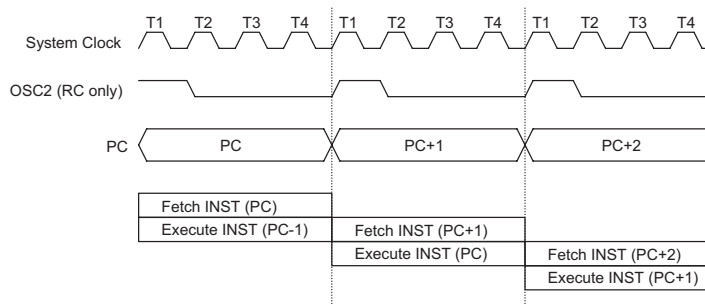 T1 T2 T3 T4 T1 T2 T3 T4 T1 T2 T3 T4
System Clock
OSC2 (RC only)
PC PC PC+1 PC+2
Fetch INST (PC)
Execute INST (PC-1) Fetch INST (PC+1)
Execute INST (PC) Fetch INST (PC+2)
Execute INST (PC+1)